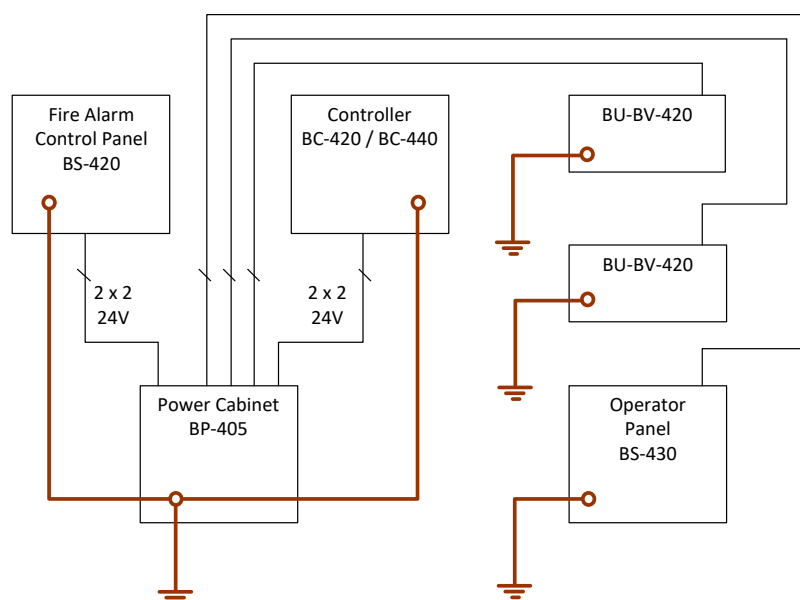 Fire Alarm
Control Panel
BS-420
Controller
BC-420 / BC-440
BU-BV-420
BU-BV-420
2 x 2
24V
2 x 2
24V
Power Cabinet
BP-405
Operator
Panel
BS-430